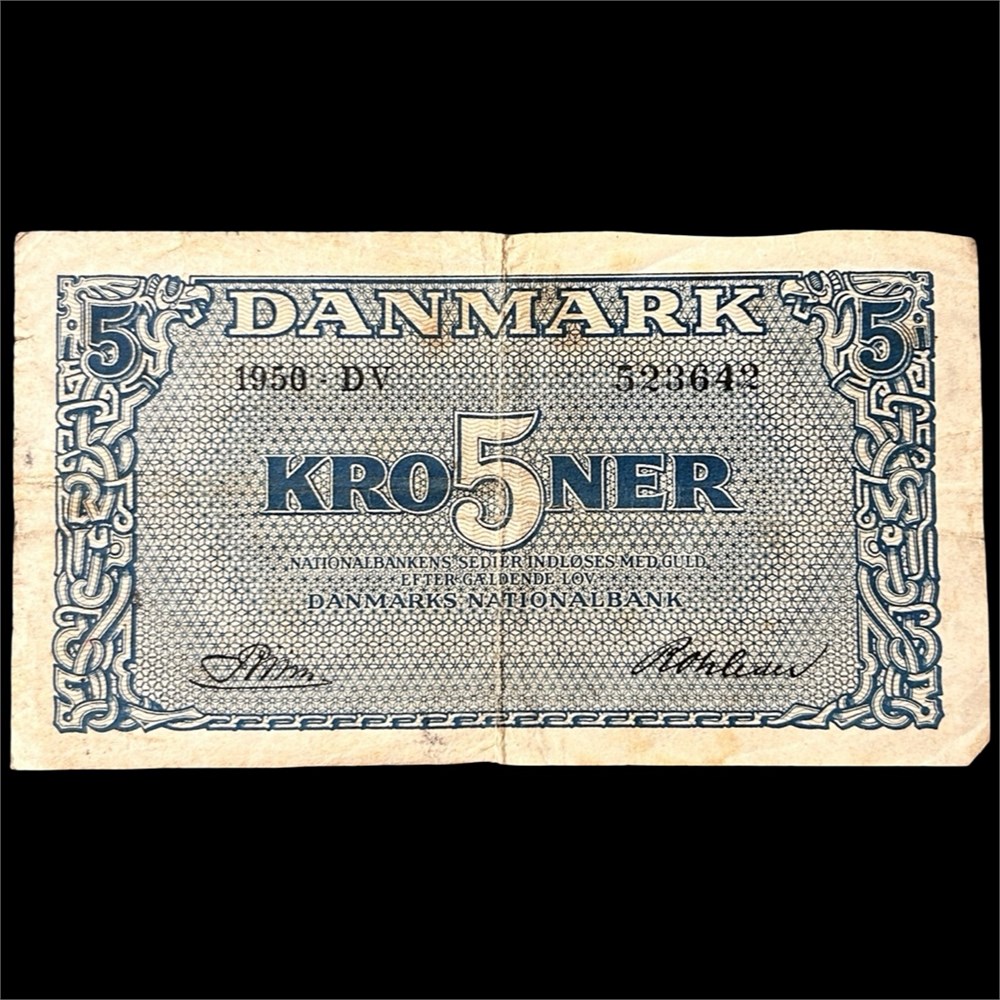 5 DANMARK 5
1950 - DV 523642
KRO5NER
NATIONALBANKENS SEDLER INDLØSES MED GULD
EFTER GÆLDENDE LOV
DANMARKS NATIONALBANK